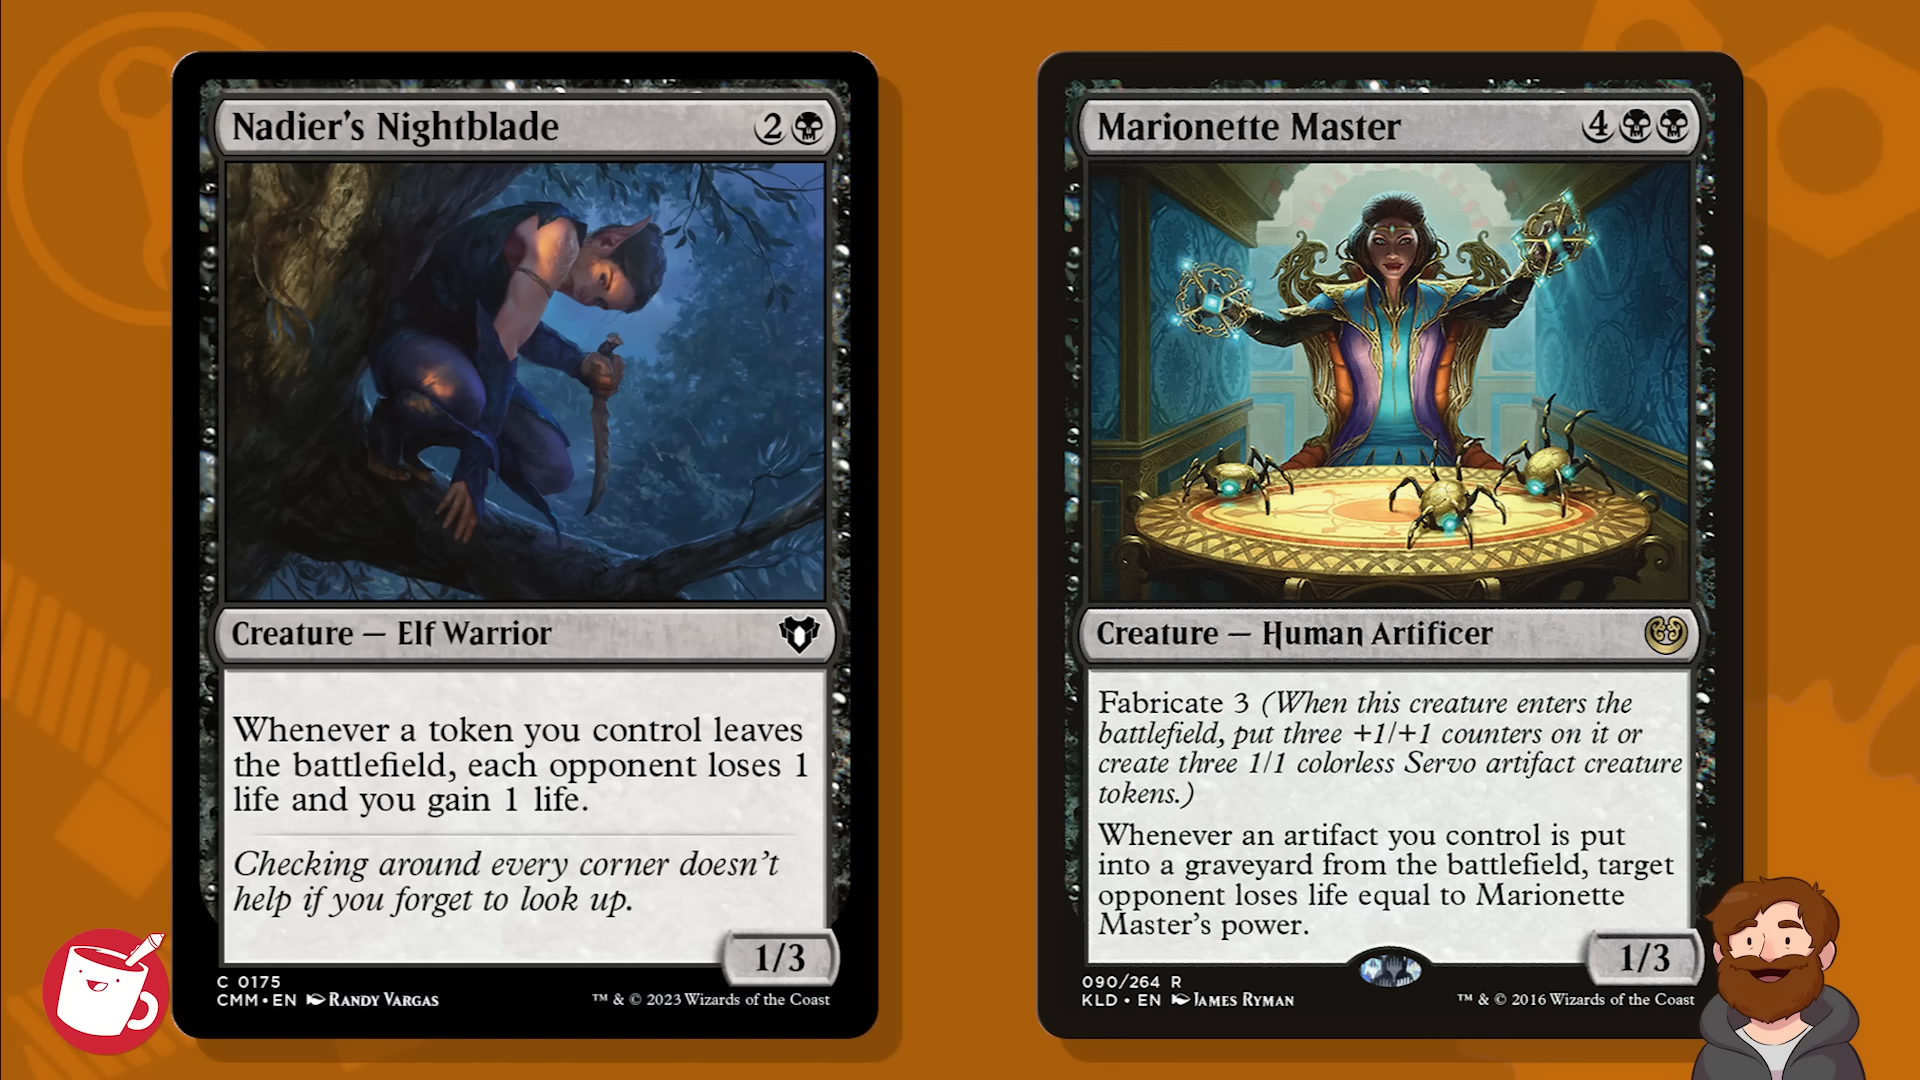 Nadier's Nightblade
2
Creature — Elf Warrior
Whenever a token you control leaves
the battlefield, each opponent loses 1
life and you gain 1 life.
Checking around every corner doesn't
help if you forget to look up.
1/3
C 0175
CMM • EN Randy Vargas
™ & © 2023 Wizards of the Coast
Marionette Master
4
Creature — Human Artificer
Fabricate 3 (When this creature enters the
battlefield, put three +1/+1 counters on it or
create three 1/1 colorless Servo artifact creature
tokens.)
Whenever an artifact you control is put
into a graveyard from the battlefield, target
opponent loses life equal to Marionette
Master's power.
1/3
090/264 R
KLD • EN James Ryman
™ & © 2016 Wizards of the Coast